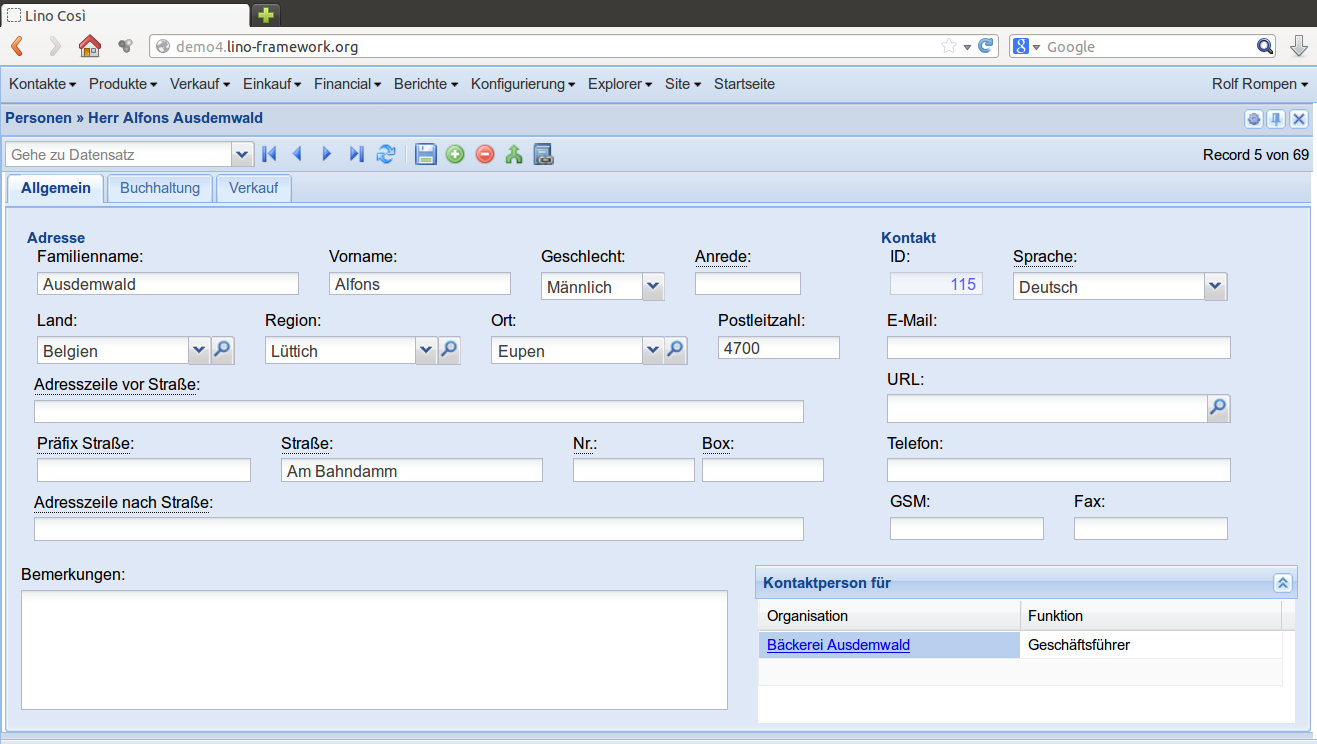 Lino Così
demo4.lino-framework.org
Google
Kontakte Produkte Verkauf Einkauf Financial Berichte Konfigurierung Explorer Site Startseite Rolf Rompen
Personen » Herr Alfons Ausdemwald
Gehe zu Datensatz Record 5 von 69
Allgemein Buchhaltung Verkauf
Adresse Kontakt
Familienname: Vorname: Geschlecht: Anrede: ID: Sprache:
Ausdemwald Alfons Männlich 115 Deutsch
Land: Region: Ort: Postleitzahl: E-Mail:
Belgien Lüttich Eupen 4700
Adresszeile vor Straße: URL:
Präfix Straße: Straße: Nr.: Box: Telefon:
Am Bahndamm
Adresszeile nach Straße: GSM: Fax:
Bemerkungen: Kontaktperson für
Organisation Funktion
Bäckerei Ausdemwald Geschäftsführer